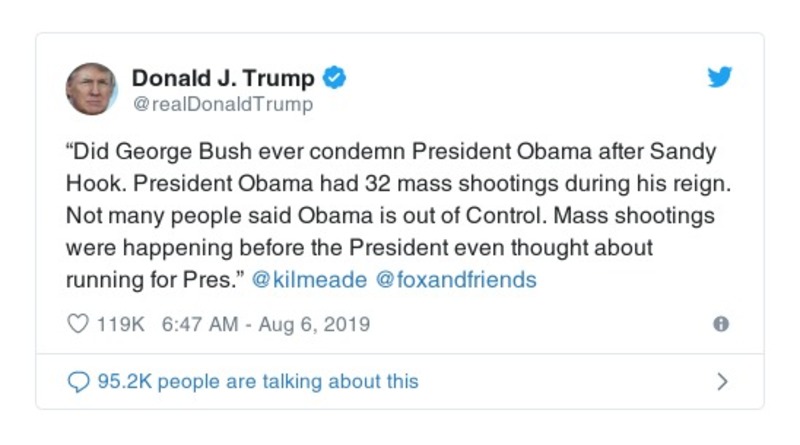 Donald J. Trump
@realDonaldTrump
“Did George Bush ever condemn President Obama after Sandy
Hook. President Obama had 32 mass shootings during his reign.
Not many people said Obama is out of Control. Mass shootings
were happening before the President even thought about
running for Pres.” @kilmeade @foxandfriends
119K 6:47 AM - Aug 6, 2019
95.2K people are talking about this